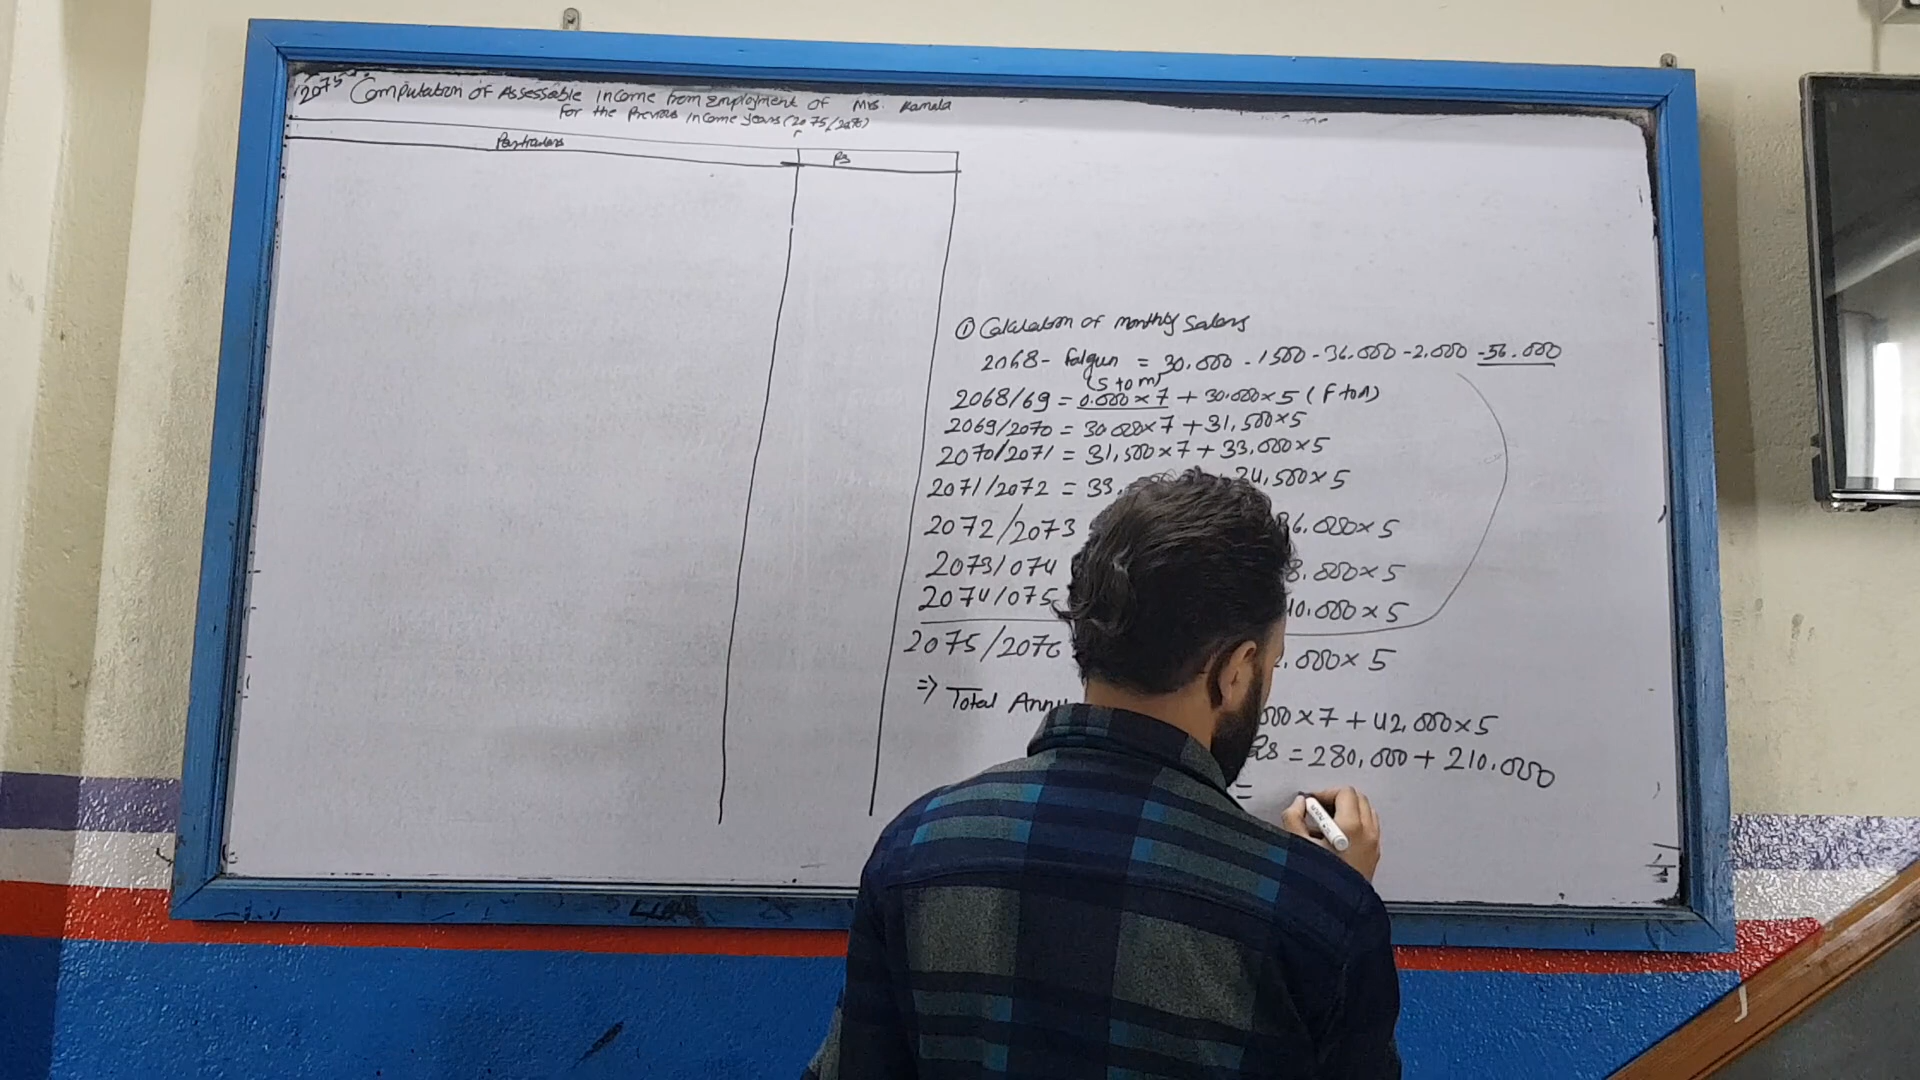 2075 Computation of Assessable income from Employment of Mrs. Kamala
For the Previous income years (2075/2076)
Particulars Rs
① Calculation of monthly Salary
2068 - Falgun = 30.000 - 1500 - 36.000 - 2.000 - 56.000
(S to m)
2068/69 = 0.000 × 7 + 30.000 × 5 (F to A)
2069/2070 = 30000 × 7 + 31,500 × 5
2070/2071 = 31,500 × 7 + 33.000 × 5
2071/2072 = 33. 34,500 × 5
2072/2073 36.000 × 5
2073/074 8.000 × 5
2074/075 40.000 × 5
2075/2076 2.000 × 5
⇒ Total Annu 000 × 7 + 42.000 × 5
Rs = 280.000 + 210.000
=